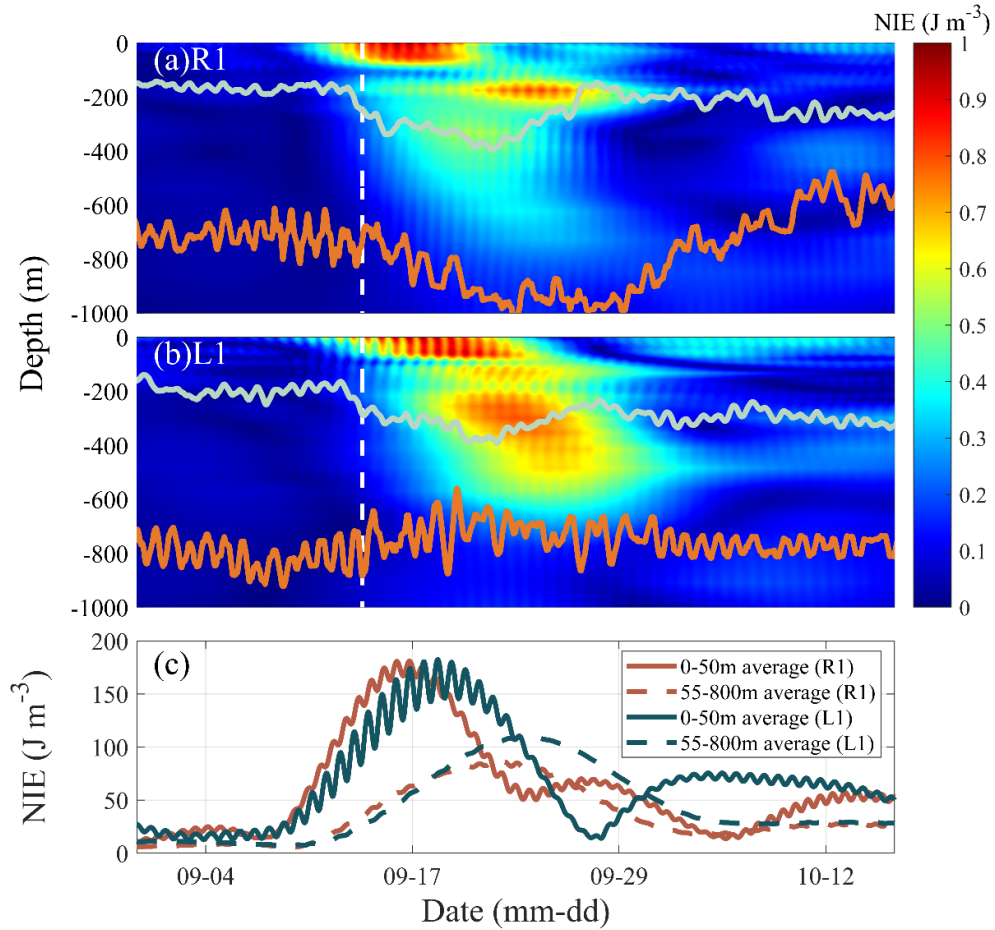 NIE (J m⁻³)
(a)R1
0
-200
-400
-600
-800
-1000
1
0.9
0.8
0.7
0.6
0.5
0.4
0.3
0.2
0.1
0
Depth (m)
(b)L1
0
-200
-400
-600
-800
-1000
(c)
NIE (J m⁻³)
200
150
100
50
0
0-50m average (R1)
55-800m average (R1)
0-50m average (L1)
55-800m average (L1)
09-04 09-17 09-29 10-12
Date (mm-dd)